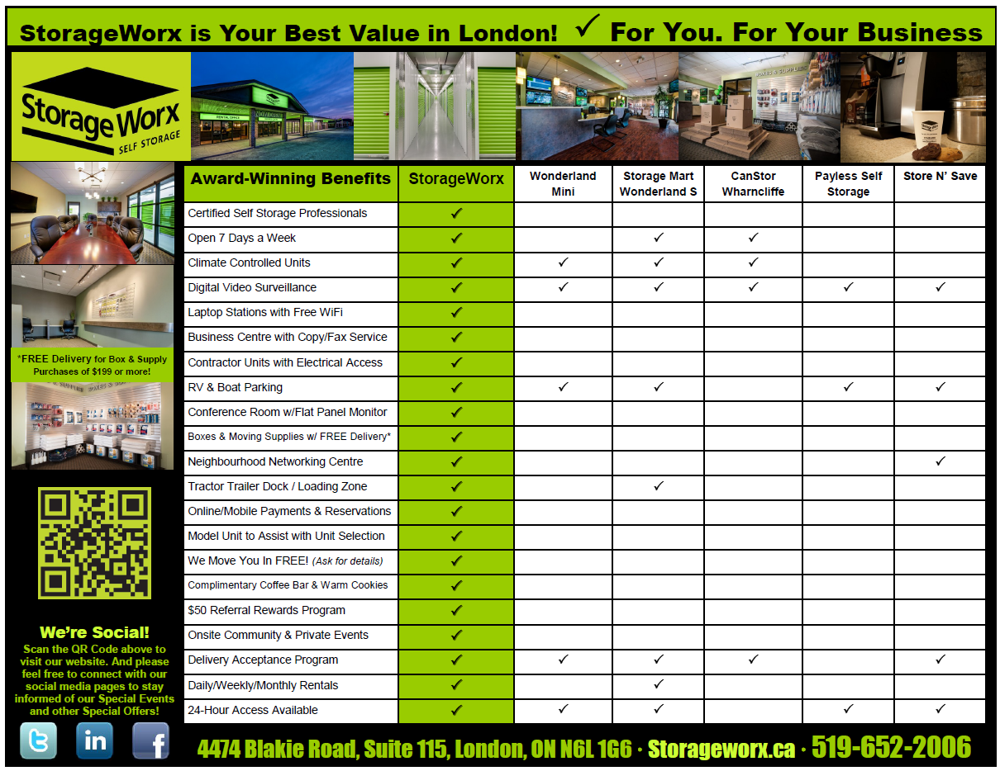 StorageWorx is Your Best Value in London! ✓ For You. For Your Business
StorageWorx
SELF STORAGE
RENTAL OFFICE
BOXES & SUPPLIES
Award-Winning Benefits StorageWorx Wonderland Mini Storage Mart Wonderland S CanStor Wharncliffe Payless Self Storage Store N' Save
Certified Self Storage Professionals ✓
Open 7 Days a Week ✓ ✓ ✓
Climate Controlled Units ✓ ✓ ✓ ✓
Digital Video Surveillance ✓ ✓ ✓ ✓ ✓ ✓
Laptop Stations with Free WiFi ✓
Business Centre with Copy/Fax Service ✓
Contractor Units with Electrical Access ✓
RV & Boat Parking ✓ ✓ ✓ ✓ ✓
Conference Room w/Flat Panel Monitor ✓
Boxes & Moving Supplies w/ FREE Delivery* ✓
Neighbourhood Networking Centre ✓ ✓
Tractor Trailer Dock / Loading Zone ✓ ✓
Online/Mobile Payments & Reservations ✓
Model Unit to Assist with Unit Selection ✓
We Move You In FREE! (Ask for details) ✓
Complimentary Coffee Bar & Warm Cookies ✓
$50 Referral Rewards Program ✓
Onsite Community & Private Events ✓
Delivery Acceptance Program ✓ ✓ ✓ ✓ ✓
Daily/Weekly/Monthly Rentals ✓ ✓
24-Hour Access Available ✓ ✓ ✓ ✓ ✓
*FREE Delivery for Box & Supply
Purchases of $199 or more!
We're Social!
Scan the QR Code above to
visit our website. And please
feel free to connect with our
social media pages to stay
informed of our Special Events
and other Special Offers!
t in f
4474 Blakie Road, Suite 115, London, ON N6L 1G6 · Storageworx.ca · 519-652-2006